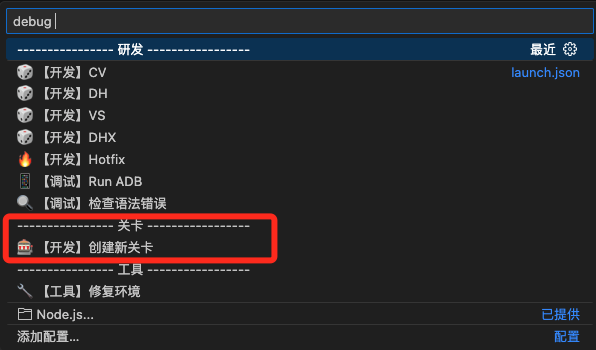 debug
---------------- 研发 ----------------- 最近
【开发】CV launch.json
【开发】DH
【开发】VS
【开发】DHX
【开发】Hotfix
【调试】Run ADB
【调试】检查语法错误
---------------- 关卡 -----------------
【开发】创建新关卡
---------------- 工具 -----------------
【工具】修复环境
Node.js... 已提供
添加配置... 配置